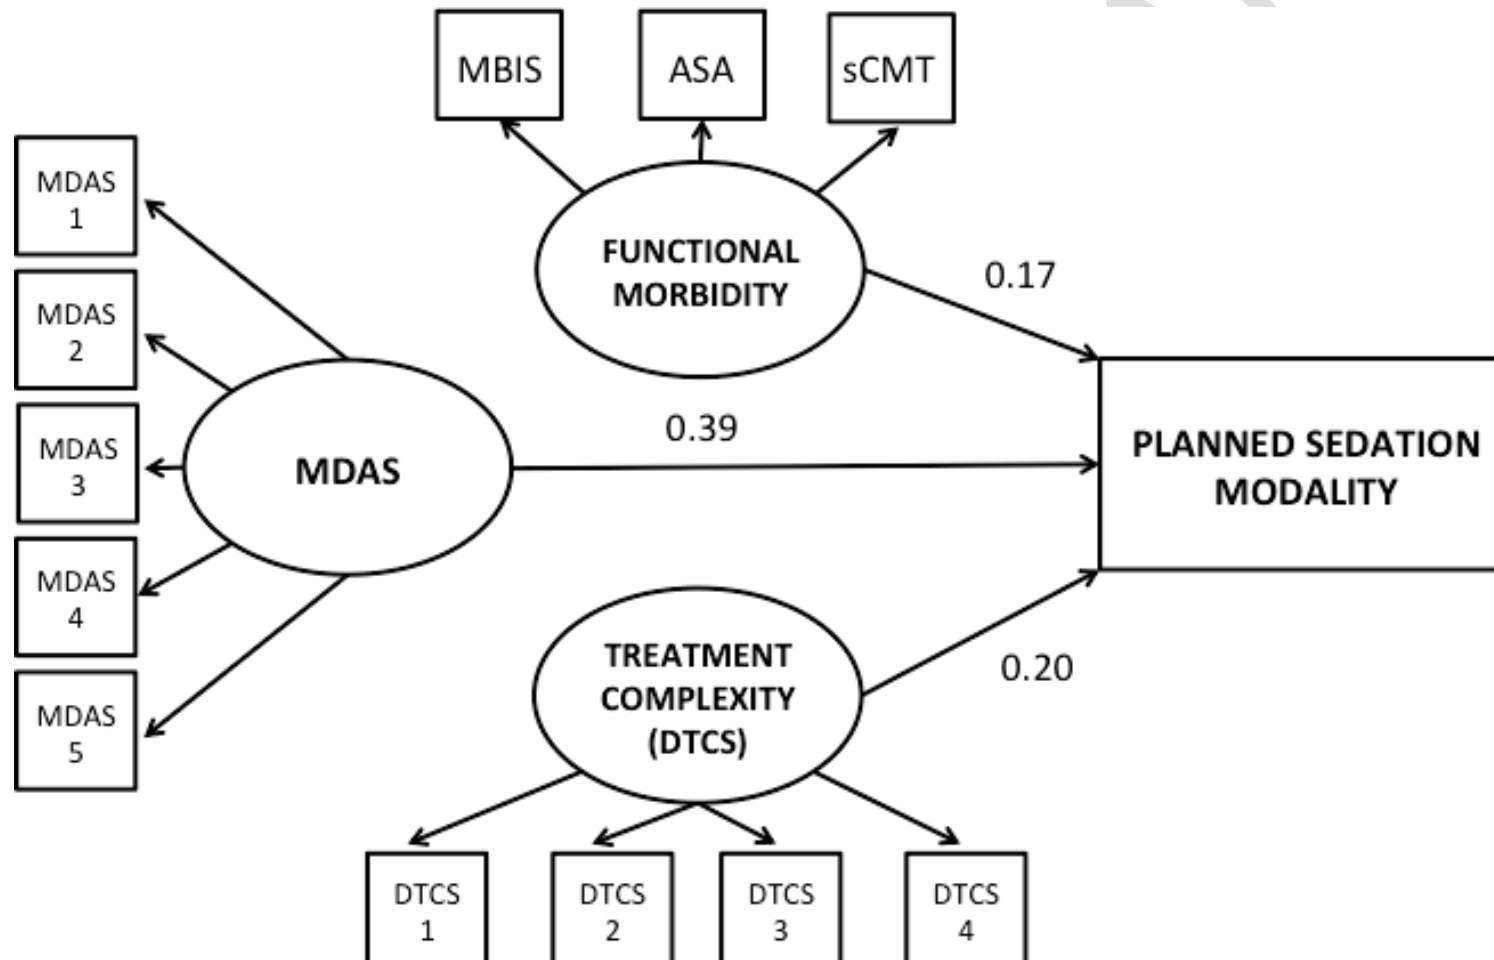 MBIS
ASA
sCMT
MDAS
1
MDAS
2
MDAS
3
MDAS
4
MDAS
5
FUNCTIONAL
MORBIDITY
0.17
MDAS
0.39
PLANNED SEDATION
MODALITY
TREATMENT
COMPLEXITY
(DTCS)
0.20
DTCS
1
DTCS
2
DTCS
3
DTCS
4